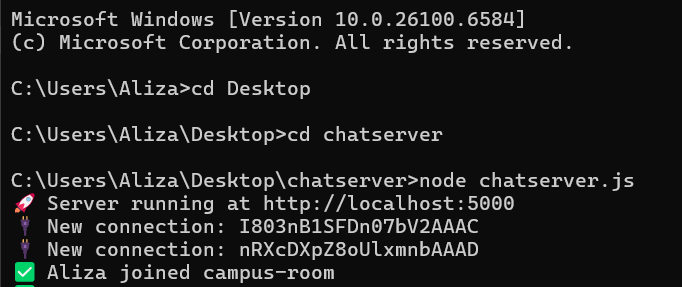 Microsoft Windows [Version 10.0.26100.6584]
(c) Microsoft Corporation. All rights reserved.
C:\Users\Aliza>cd Desktop
C:\Users\Aliza\Desktop>cd chatserver
C:\Users\Aliza\Desktop\chatserver>node chatserver.js
🚀 Server running at http://localhost:5000
🔌 New connection: I803nB1SFDn07bV2AAAC
🔌 New connection: nRXcDXpZ8oUlxmnbAAAD
✅ Aliza joined campus-room